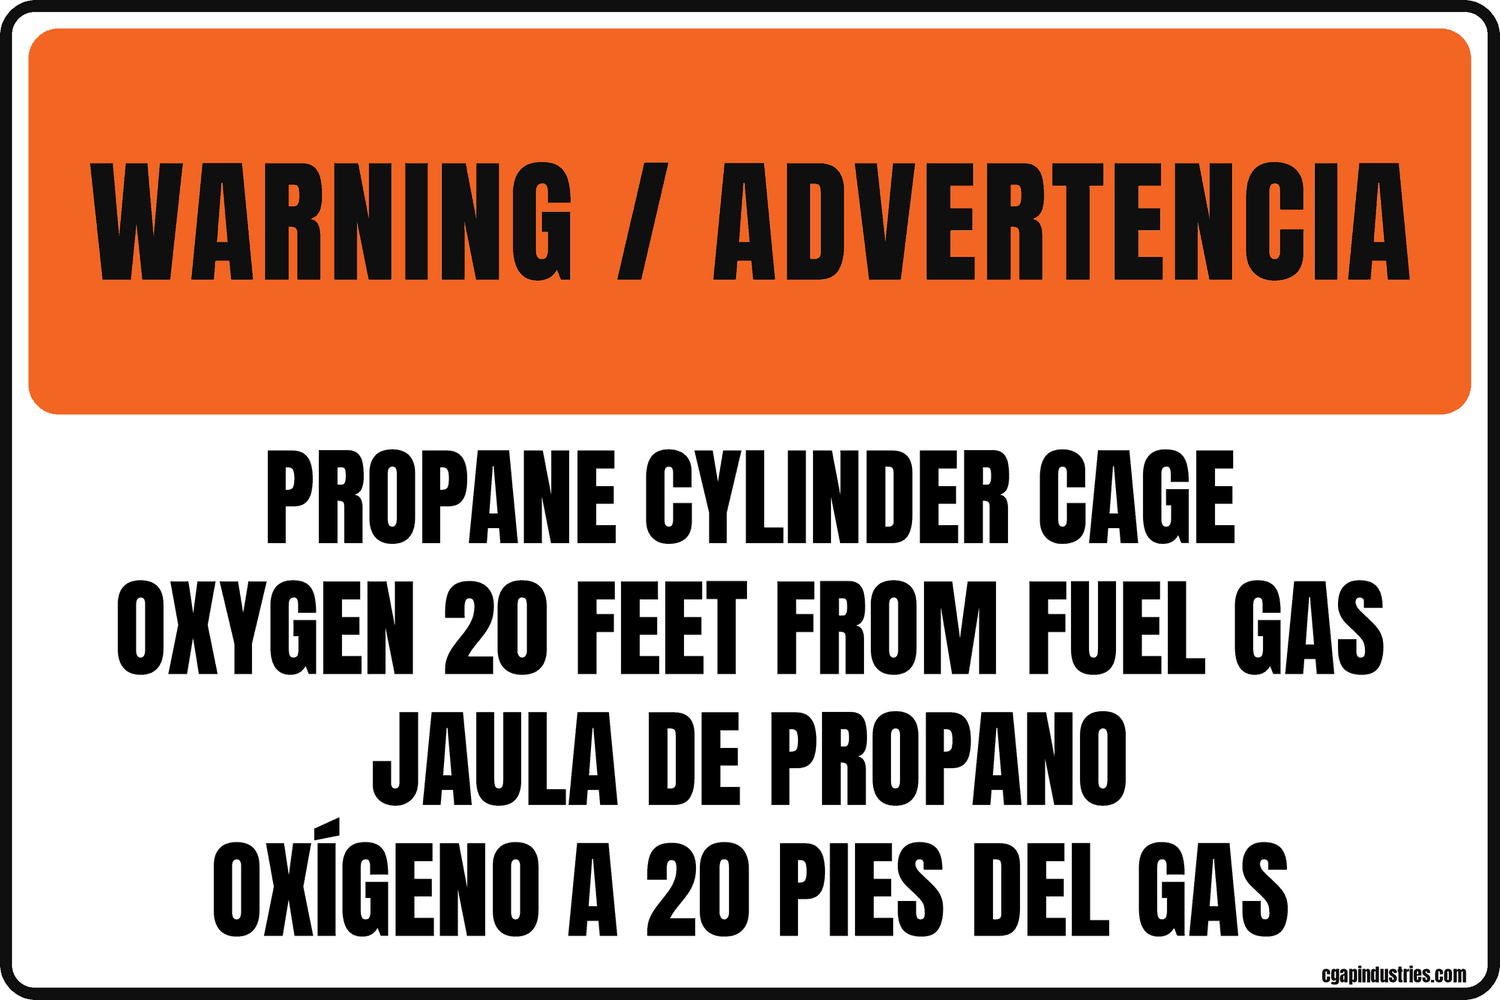 WARNING / ADVERTENCIA
PROPANE CYLINDER CAGE
OXYGEN 20 FEET FROM FUEL GAS
JAULA DE PROPANO
OXÍGENO A 20 PIES DEL GAS
cgapindustries.com